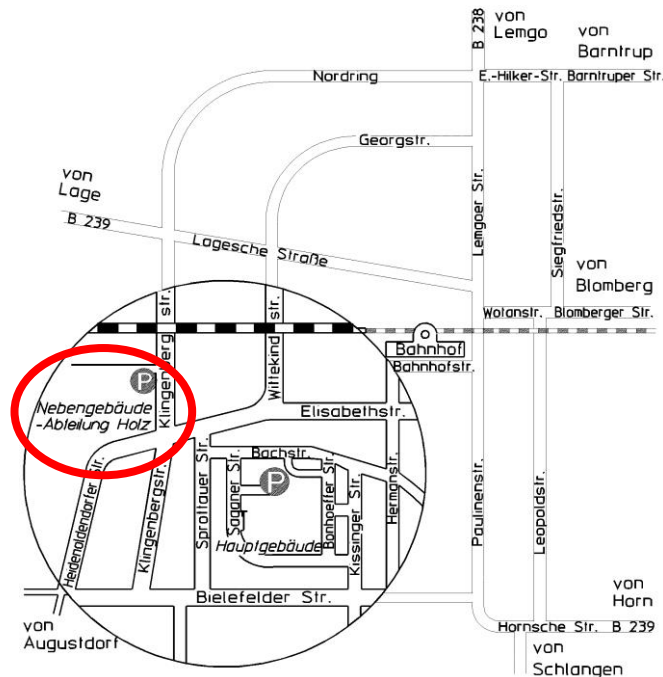 B 238
von
Lemgo
von
Barntrup
Nordring
E.-Hilker-Str.
Barntruper Str.
Georgstr.
von
Lage
B 239
Lagesche Straße
Lemgoer Str.
Siegfriedstr.
von
Blomberg
Wotanstr.
Blomberger Str.
Klingenberg str.
Wittekind str.
Bahnhof
Bahnhofstr.
P
Nebengebäude
-Abteilung Holz
Elisabethstr.
Bachstr.
P
Heidenoldendorfer Str.
Klingenbergstr.
Sprottauer Str.
Saganer Str.
Hauptgebäude
Bonhoeffer Str.
Kissinger Str.
Hermanstr.
Paulinenstr.
Leopoldstr.
Bielefelder Str.
von
Augustdorf
von
Horn
Hornsche Str. B 239
von
Schlangen